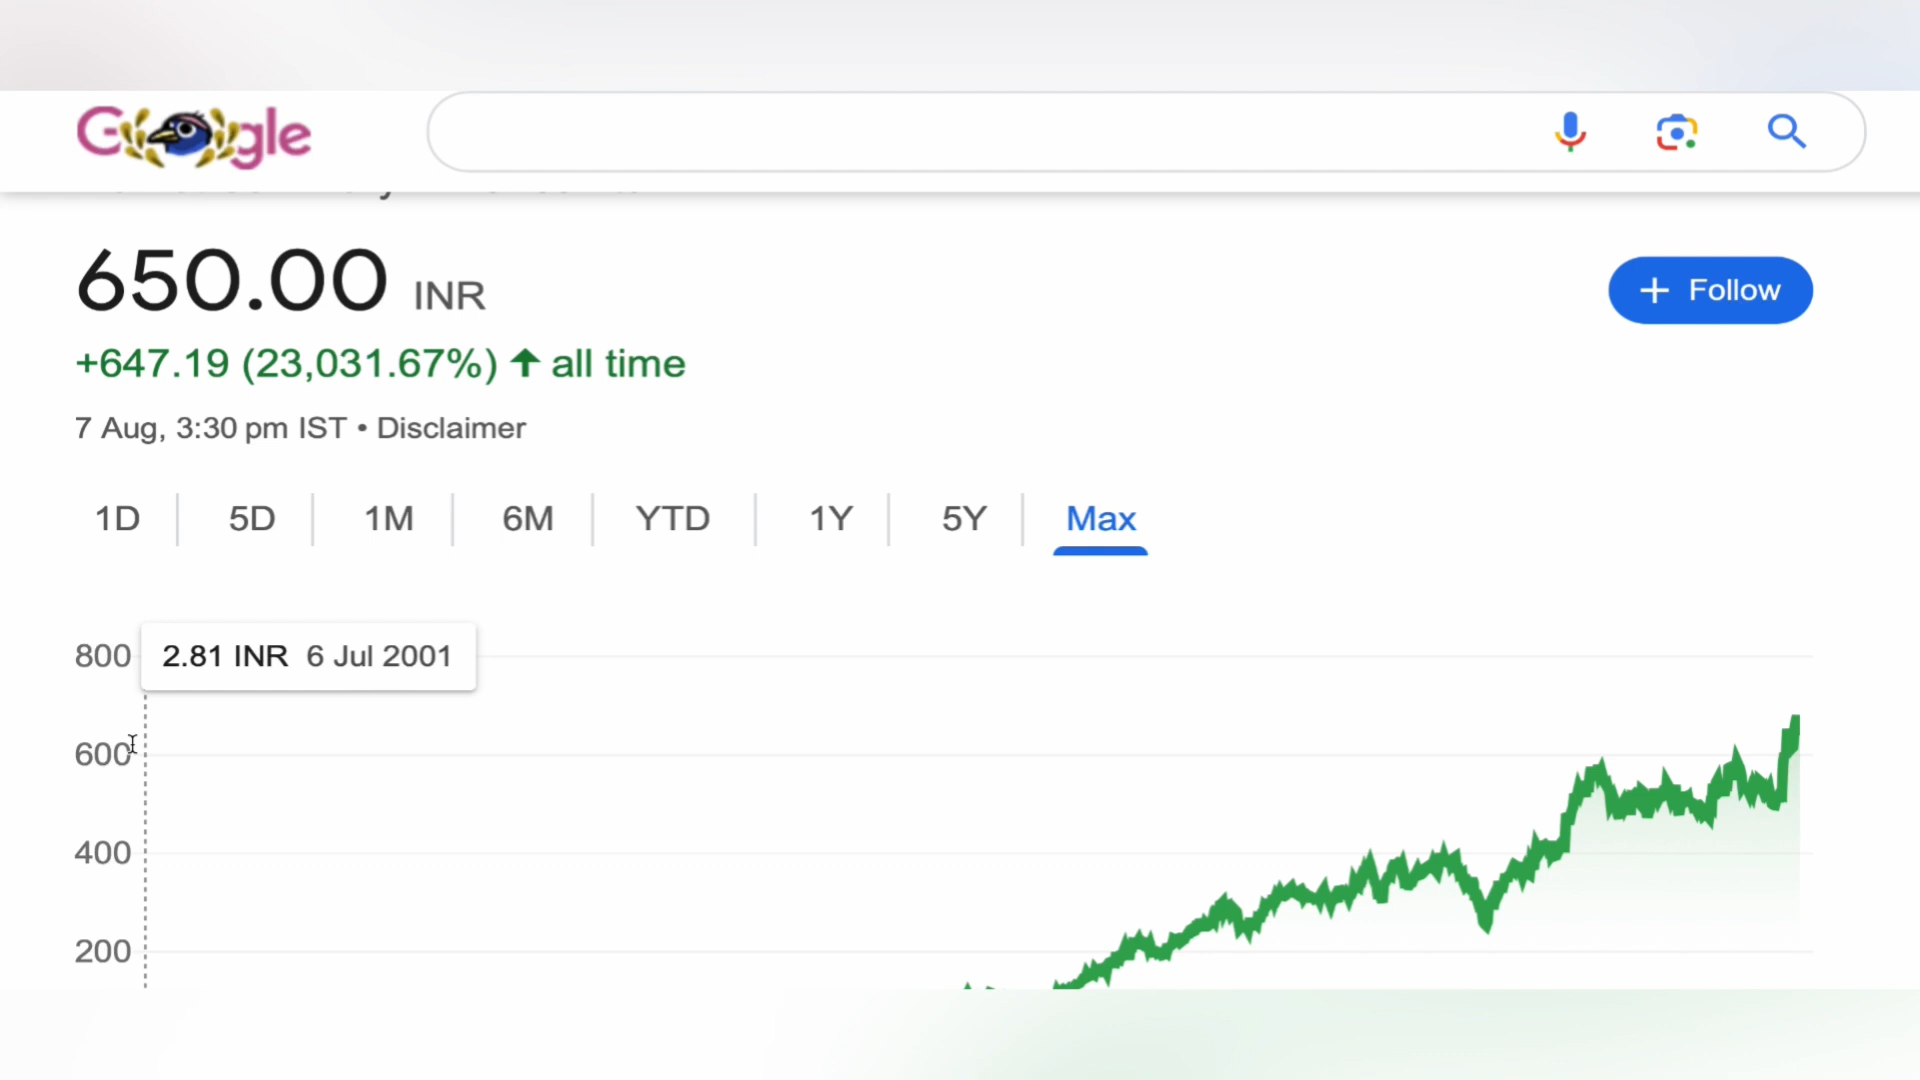 Google
650.00 INR
+ Follow
+647.19 (23,031.67%) ↑ all time
7 Aug, 3:30 pm IST • Disclaimer
1D 5D 1M 6M YTD 1Y 5Y Max
800
2.81 INR 6 Jul 2001
600
400
200